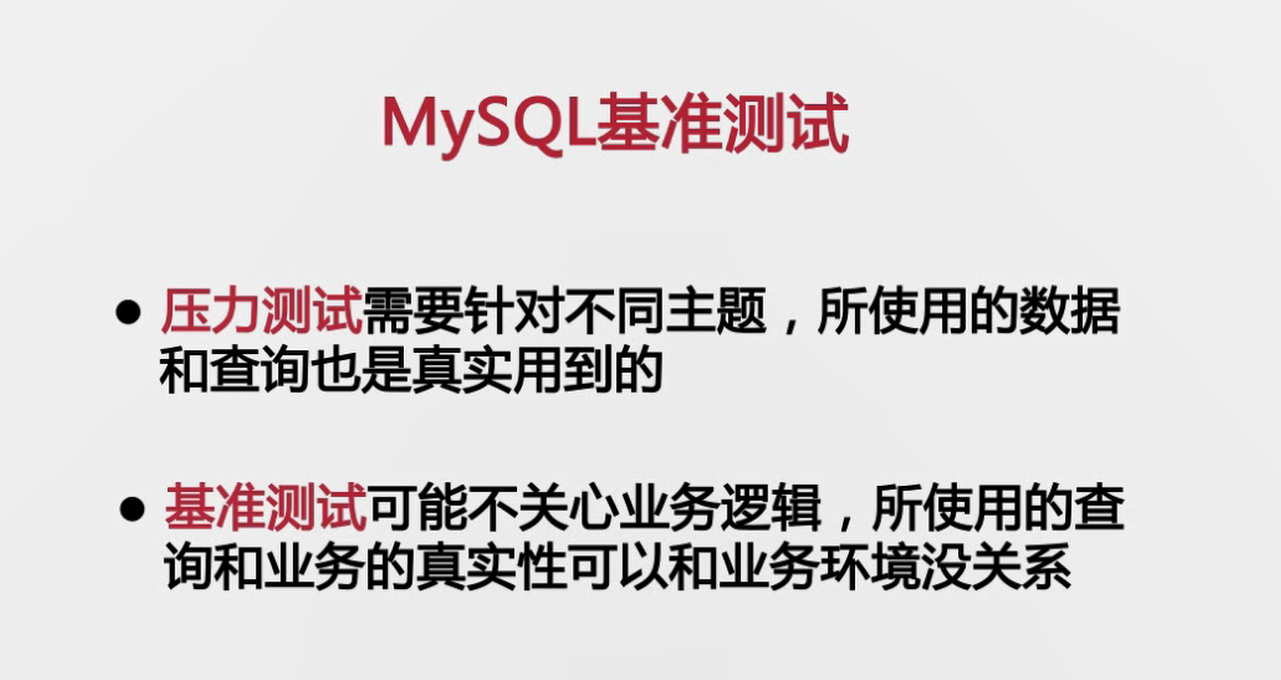 MySQL基准测试
● 压力测试需要针对不同主题，所使用的数据
和查询也是真实用到的
● 基准测试可能不关心业务逻辑，所使用的查
询和业务的真实性可以和业务环境没关系